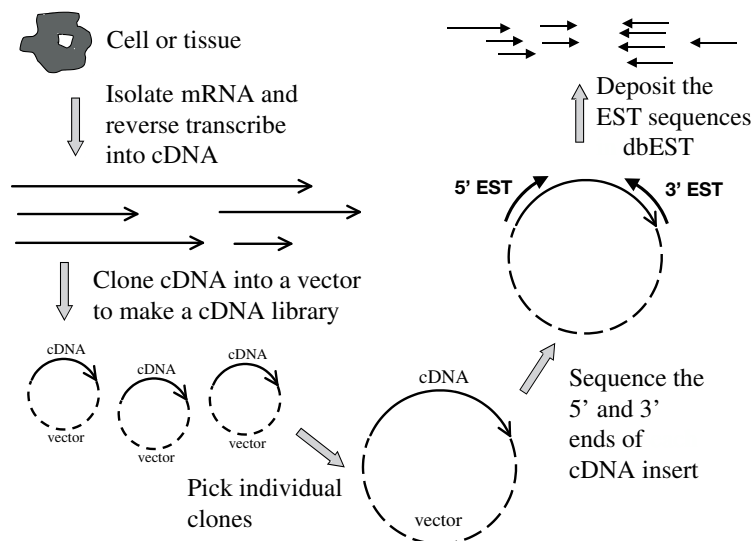 Cell or tissue
Isolate mRNA and
reverse transcribe
into cDNA
Clone cDNA into a vector
to make a cDNA library
cDNA
vector
cDNA
vector
cDNA
vector
Pick individual
clones
cDNA
vector
Sequence the
5’ and 3’
ends of
cDNA insert
5’ EST
3’ EST
Deposit the
EST sequences
dbEST